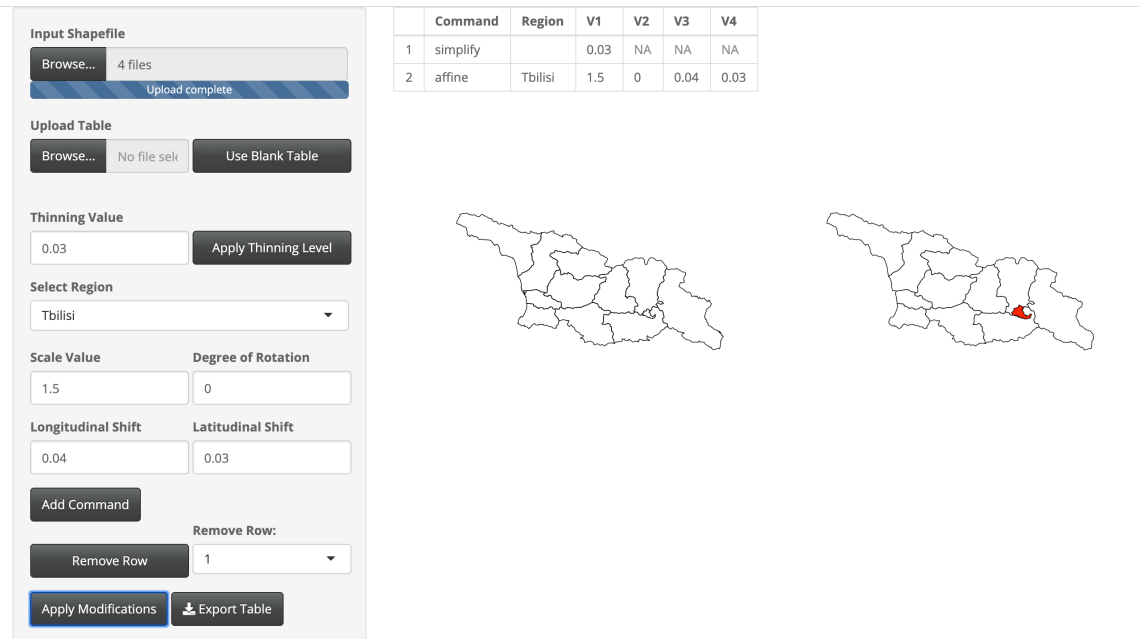 Input Shapefile
Browse... 4 files
Upload complete
Upload Table
Browse... No file sele Use Blank Table
Thinning Value
0.03 Apply Thinning Level
Select Region
Tbilisi
Scale Value Degree of Rotation
1.5 0
Longitudinal Shift Latitudinal Shift
0.04 0.03
Add Command
Remove Row:
Remove Row 1
Apply Modifications Export Table
Command Region V1 V2 V3 V4
1 simplify 0.03 NA NA NA
2 affine Tbilisi 1.5 0 0.04 0.03